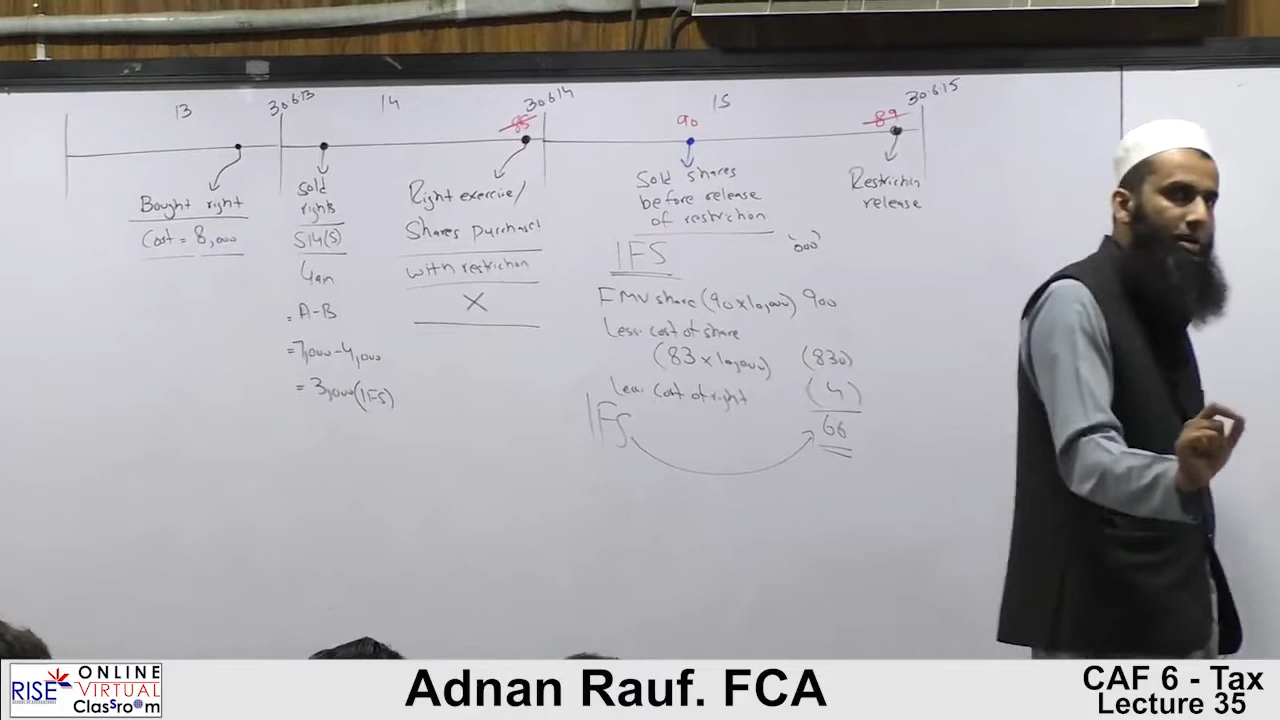 13
30.6.13
14
30.6.14
15
30.6.15
85
90
89
Bought right
Cost = 8,000
Sold
rights
S14(5)
Gain
= A-B
= 7,000 - 4,000
= 3,000 (IFS)
Right exercise/
Shares purchase
with restriction
X
Sold shares
before release
of restriction
Restriction
release
IFS
'000'
FMV share (90 x 10,000) 900
Less: cost of share
(83 x 10,000) (830)
Less: Cost of right (4)
IFS
66
RISE
ONLINE
VIRTUAL
Classroom
Adnan Rauf. FCA
CAF 6 - Tax
Lecture 35